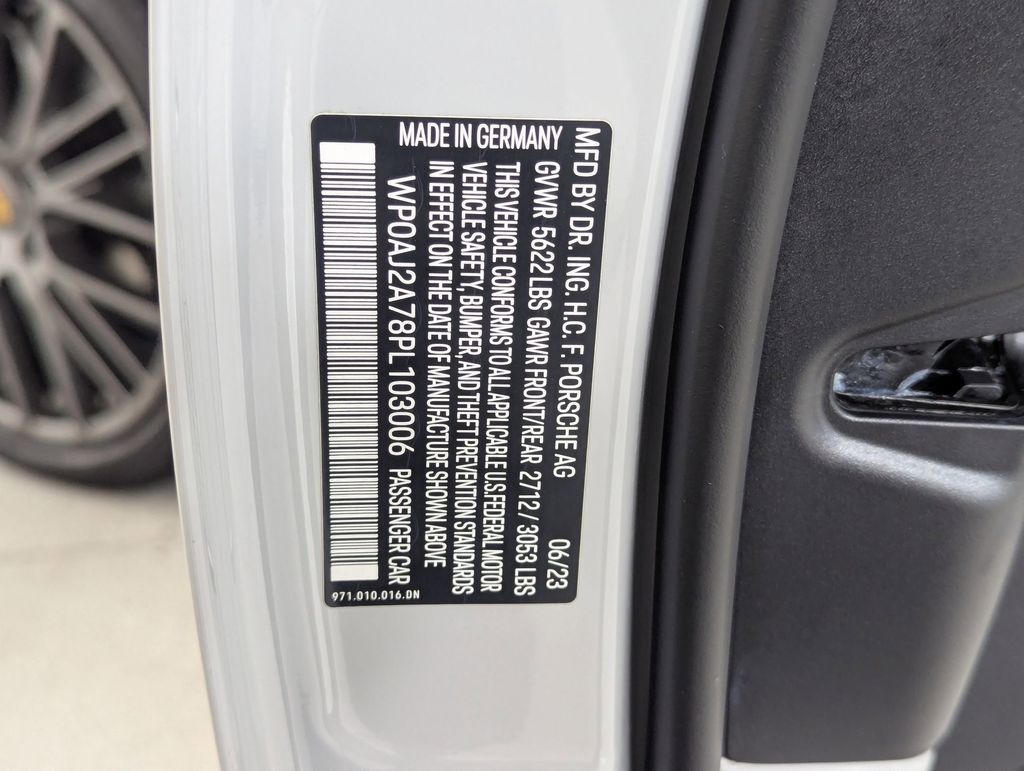 MFD BY DR. ING. H.C. F. PORSCHE AG 06/23
GVWR 5622 LBS GAWR FRONT/REAR 2712 / 3053 LBS
THIS VEHICLE CONFORMS TO ALL APPLICABLE U.S.FEDERAL MOTOR
VEHICLE SAFETY, BUMPER, AND THEFT PREVENTION STANDARDS
IN EFFECT ON THE DATE OF MANUFACTURE SHOWN ABOVE
WP0AJ2A78PL103006 PASSENGER CAR
MADE IN GERMANY
971.010.016.DN